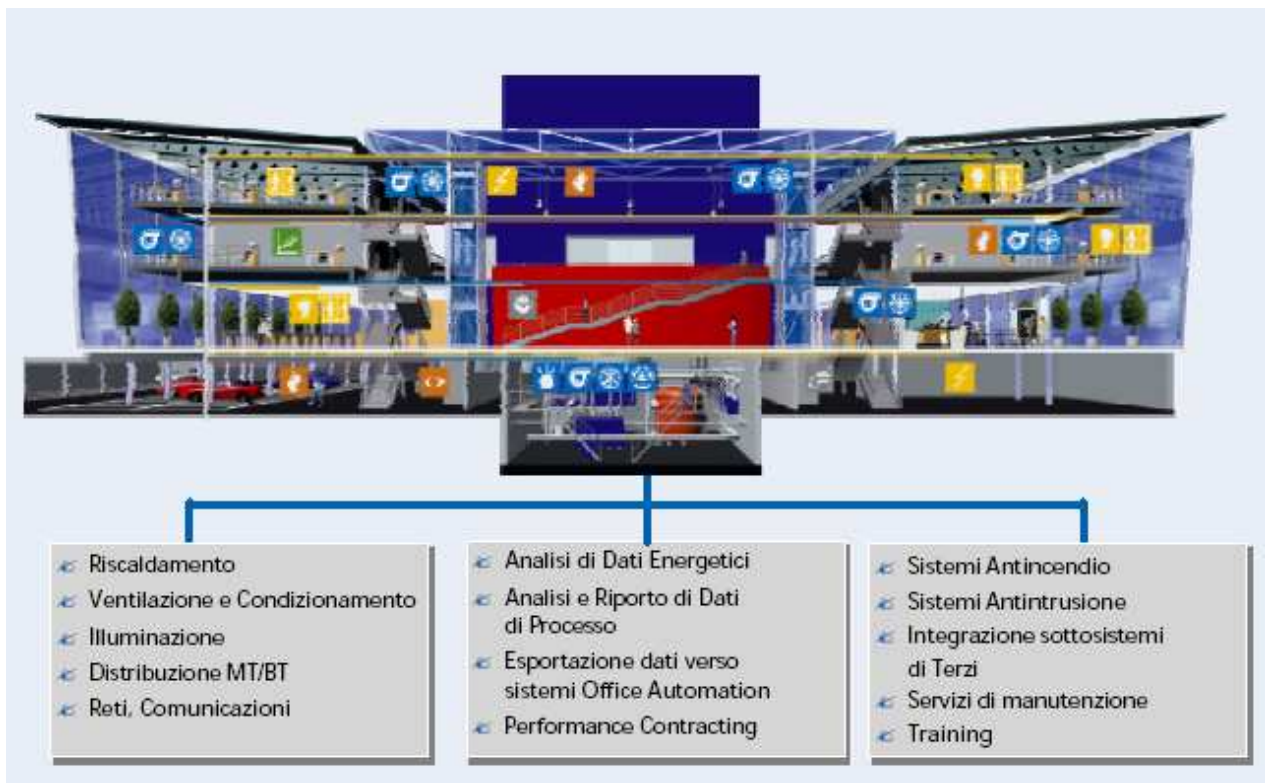 Riscaldamento
Ventilazione e Condizionamento
Illuminazione
Distribuzione MT/BT
Reti, Comunicazioni
Analisi di Dati Energetici
Analisi e Riporto di Dati
di Processo
Esportazione dati verso
sistemi Office Automation
Performance Contracting
Sistemi Antincendio
Sistemi Antintrusione
Integrazione sottosistemi
di Terzi
Servizi di manutenzione
Training